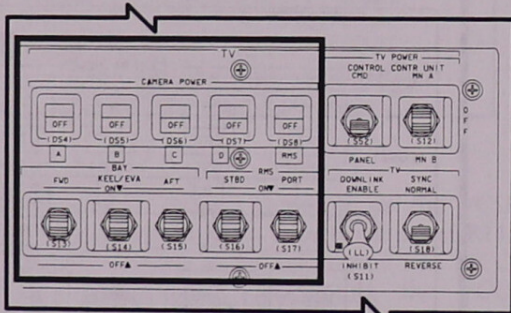 TV
TV POWER
CAMERA POWER
CONTROL CONTR UNIT
CMD MN A
OFF OFF OFF OFF OFF
(DS4) (DS5) (DS6) (DS7) (DS8)
(S52) (S12)
OFF
A B C D RMS
PANEL MN B
BAY RMS TV
FWD KEEL/EVA AFT STBD PORT DOWNLINK SYNC
ON▼ ON▼ ENABLE NORMAL
(S13) (S14) (S15) (S16) (S17) (LL) (S18)
OFF▲ OFF▲ INHIBIT REVERSE
(S11)